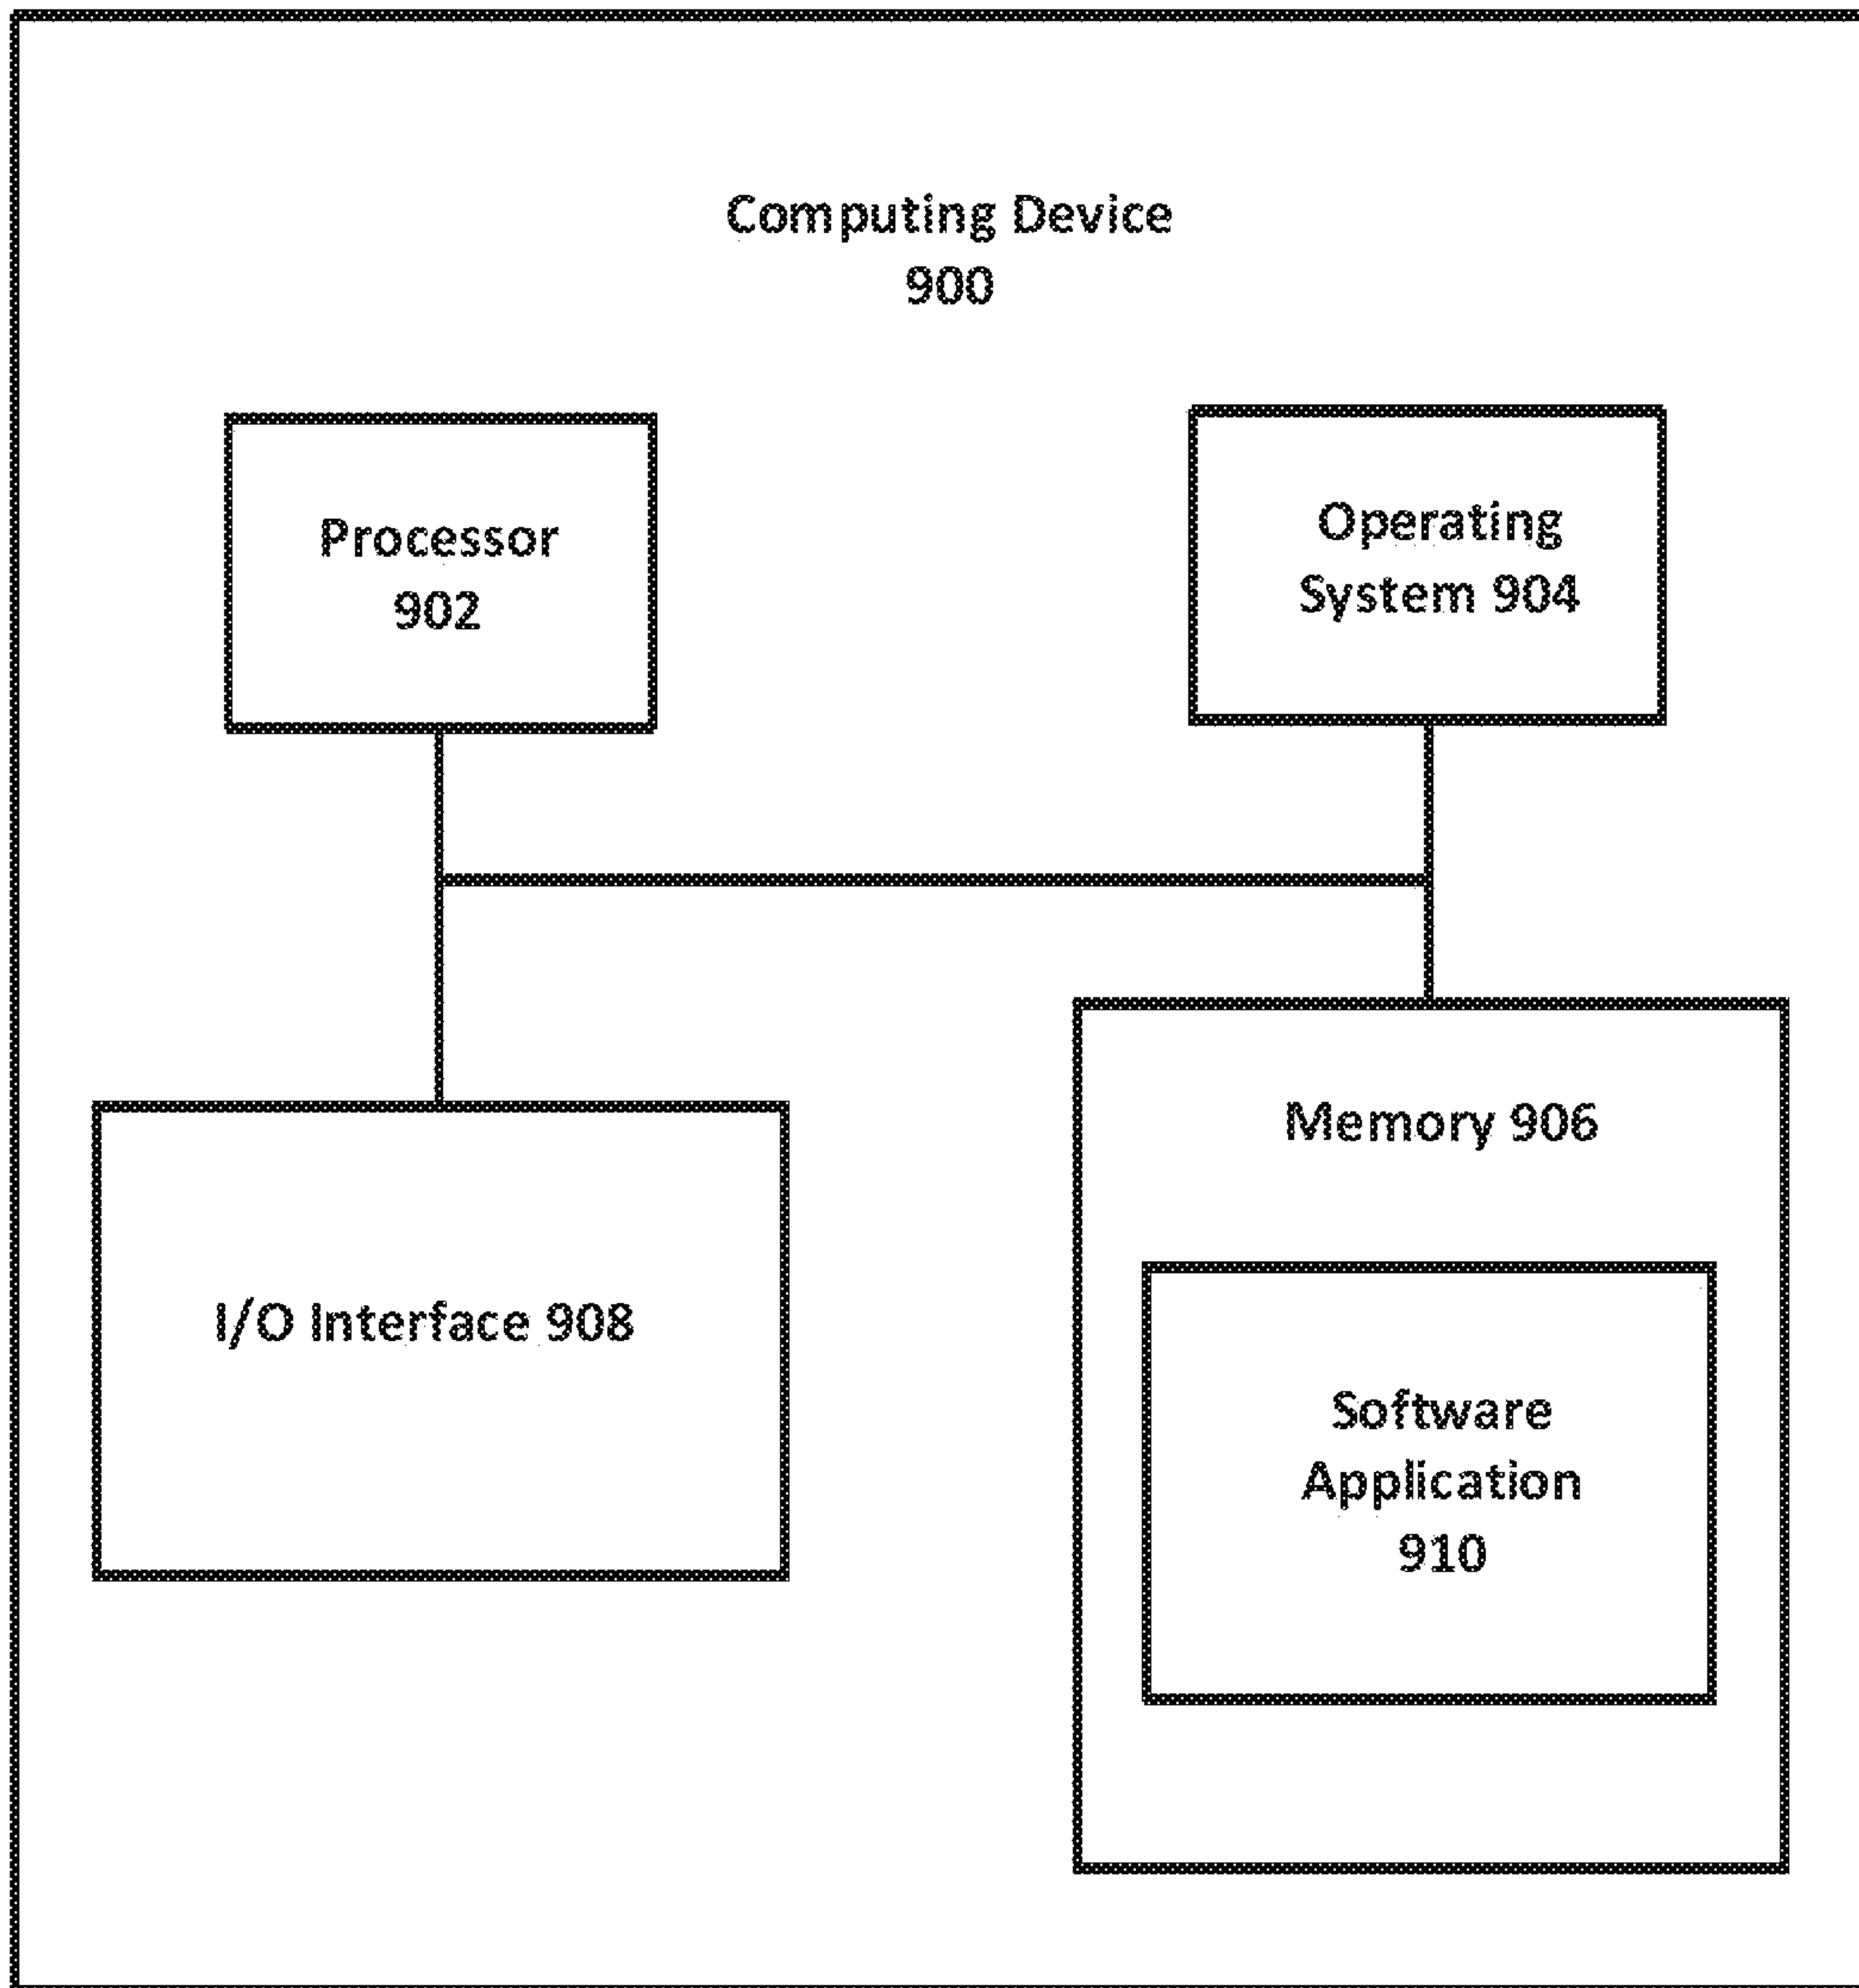 Computing Device
900
Processor
902
Operating
System 904
I/O Interface 908
Memory 906
Software
Application
910